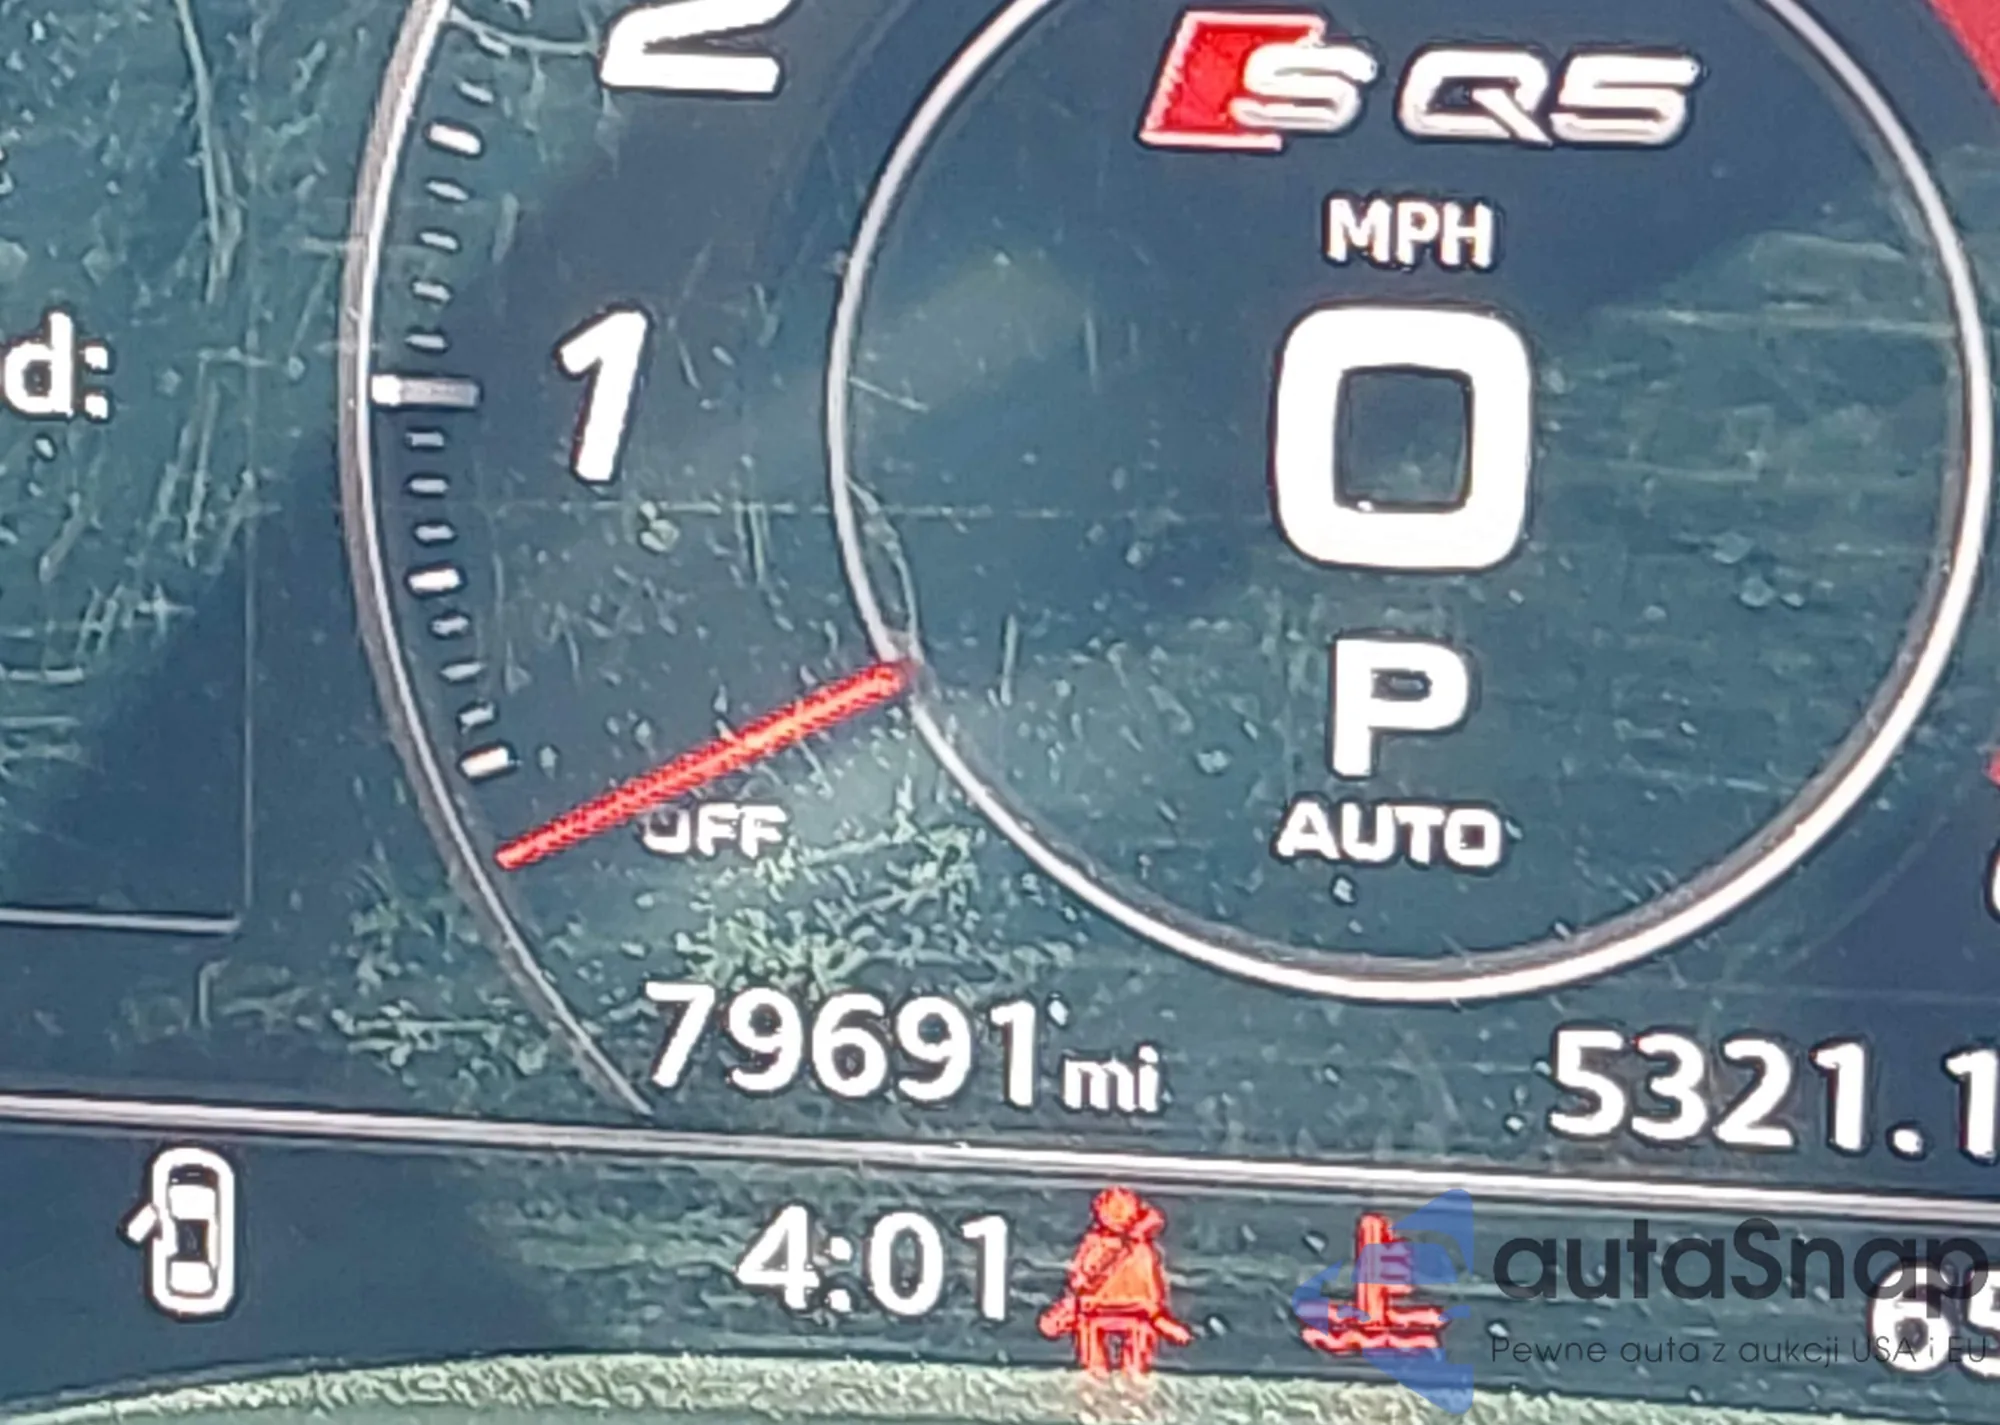 2
SQ5
MPH
1
d:
0
P
OFF
AUTO
79691 mi
5321.1
4:01
autaSnap
Pewne auta z aukcji USA i EU